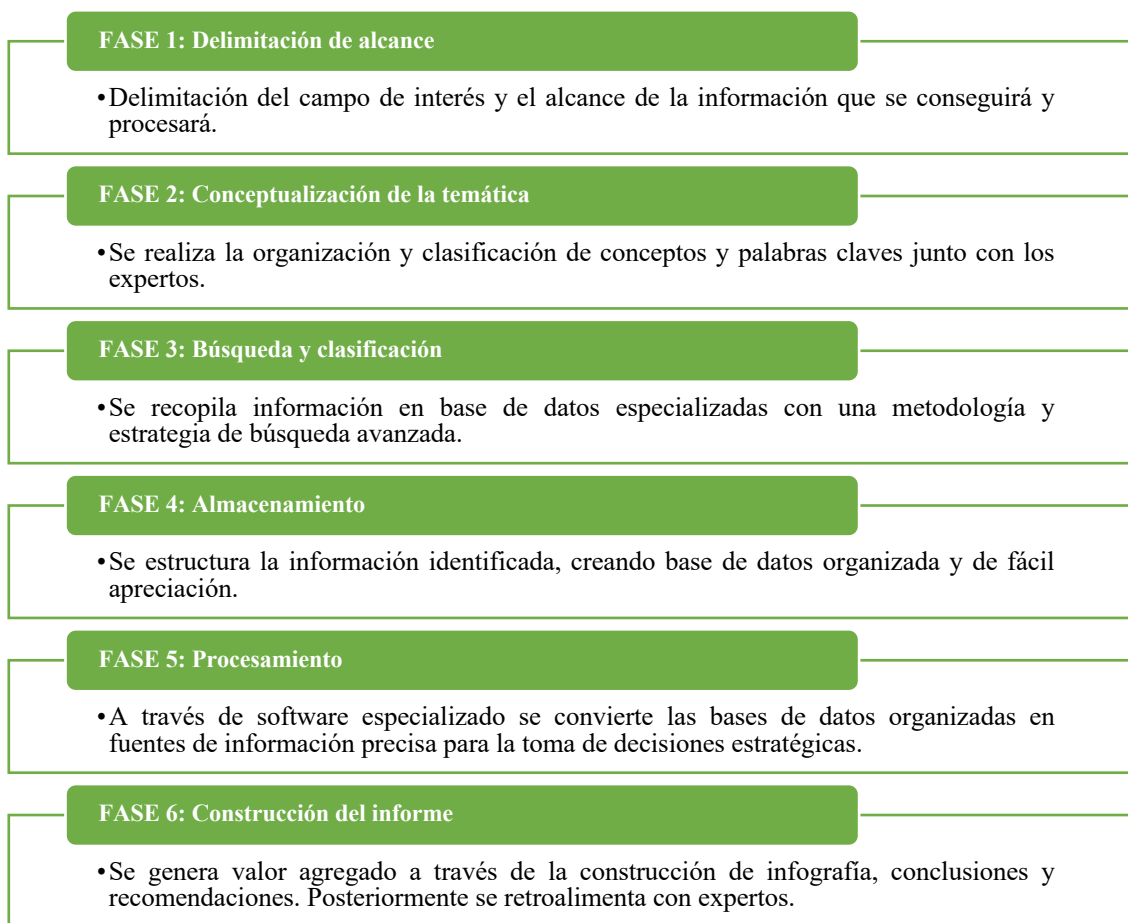 FASE 1: Delimitación de alcance
•Delimitación del campo de interés y el alcance de la información que se conseguirá y
procesará.
FASE 2: Conceptualización de la temática
•Se realiza la organización y clasificación de conceptos y palabras claves junto con los
expertos.
FASE 3: Búsqueda y clasificación
•Se recopila información en base de datos especializadas con una metodología y
estrategia de búsqueda avanzada.
FASE 4: Almacenamiento
•Se estructura la información identificada, creando base de datos organizada y de fácil
apreciación.
FASE 5: Procesamiento
•A través de software especializado se convierte las bases de datos organizadas en
fuentes de información precisa para la toma de decisiones estratégicas.
FASE 6: Construcción del informe
•Se genera valor agregado a través de la construcción de infografía, conclusiones y
recomendaciones. Posteriormente se retroalimenta con expertos.